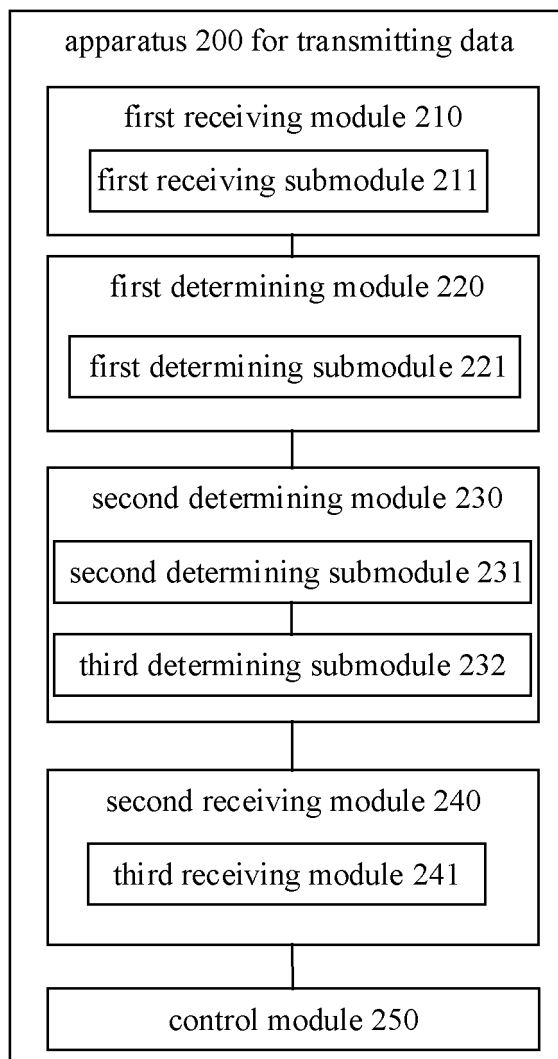 apparatus 200 for transmitting data
first receiving module 210
first receiving submodule 211
first determining module 220
first determining submodule 221
second determining module 230
second determining submodule 231
third determining submodule 232
second receiving module 240
third receiving module 241
control module 250